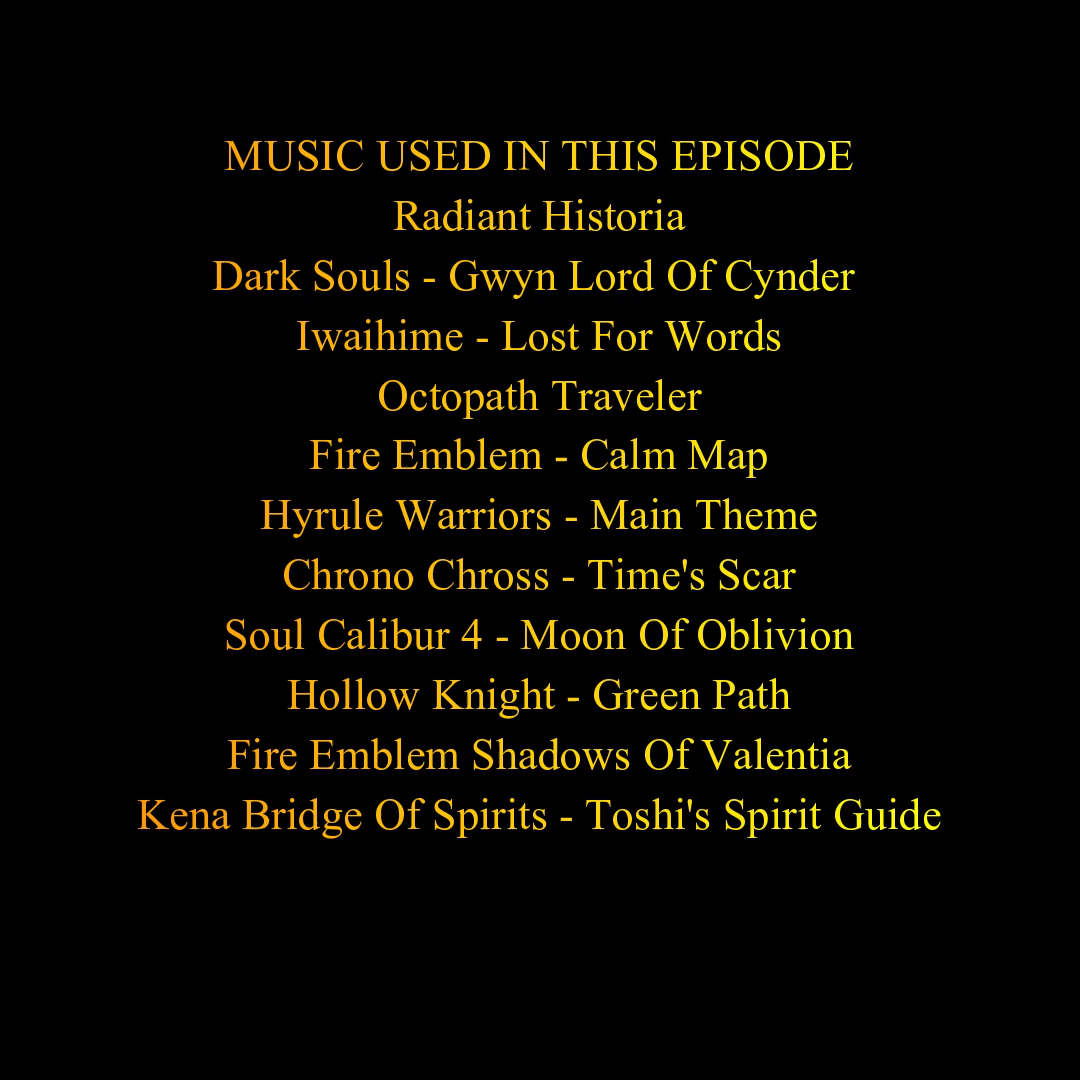 MUSIC USED IN THIS EPISODE
Radiant Historia
Dark Souls - Gwyn Lord Of Cynder
Iwaihime - Lost For Words
Octopath Traveler
Fire Emblem - Calm Map
Hyrule Warriors - Main Theme
Chrono Chross - Time's Scar
Soul Calibur 4 - Moon Of Oblivion
Hollow Knight - Green Path
Fire Emblem Shadows Of Valentia
Kena Bridge Of Spirits - Toshi's Spirit Guide